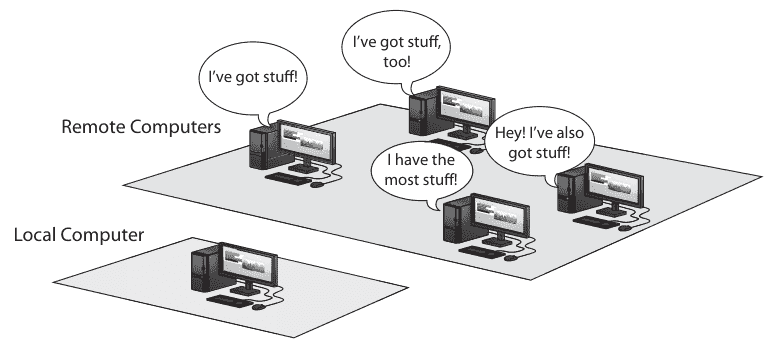 I've got stuff,
too!
I've got stuff!
Remote Computers
Hey! I've also
got stuff!
I have the
most stuff!
Local Computer